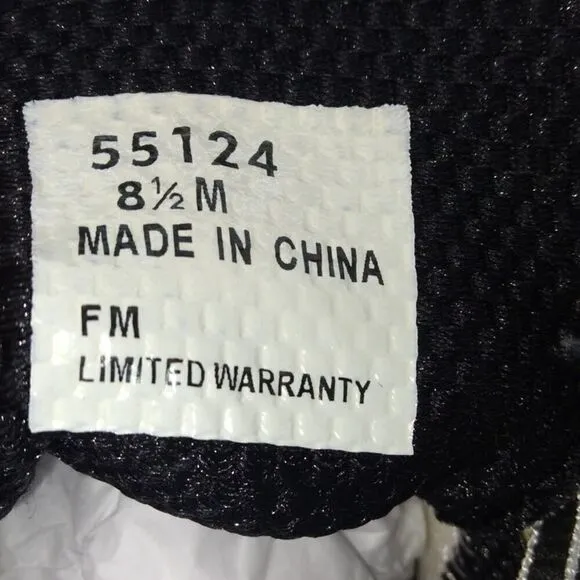 55124
8½ M
MADE IN CHINA
FM
LIMITED WARRANTY